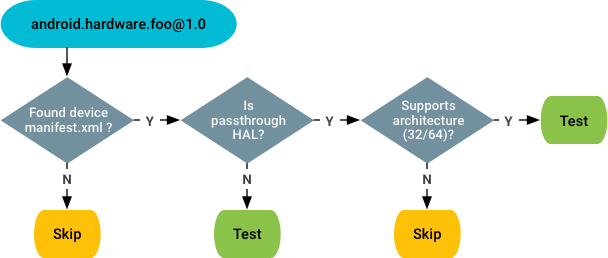 android.hardware.foo@1.0
Found device
manifest.xml ?
Y
Is
passthrough
HAL?
Y
Supports
architecture
(32/64)?
Y
Test
N
N
N
Skip
Test
Skip